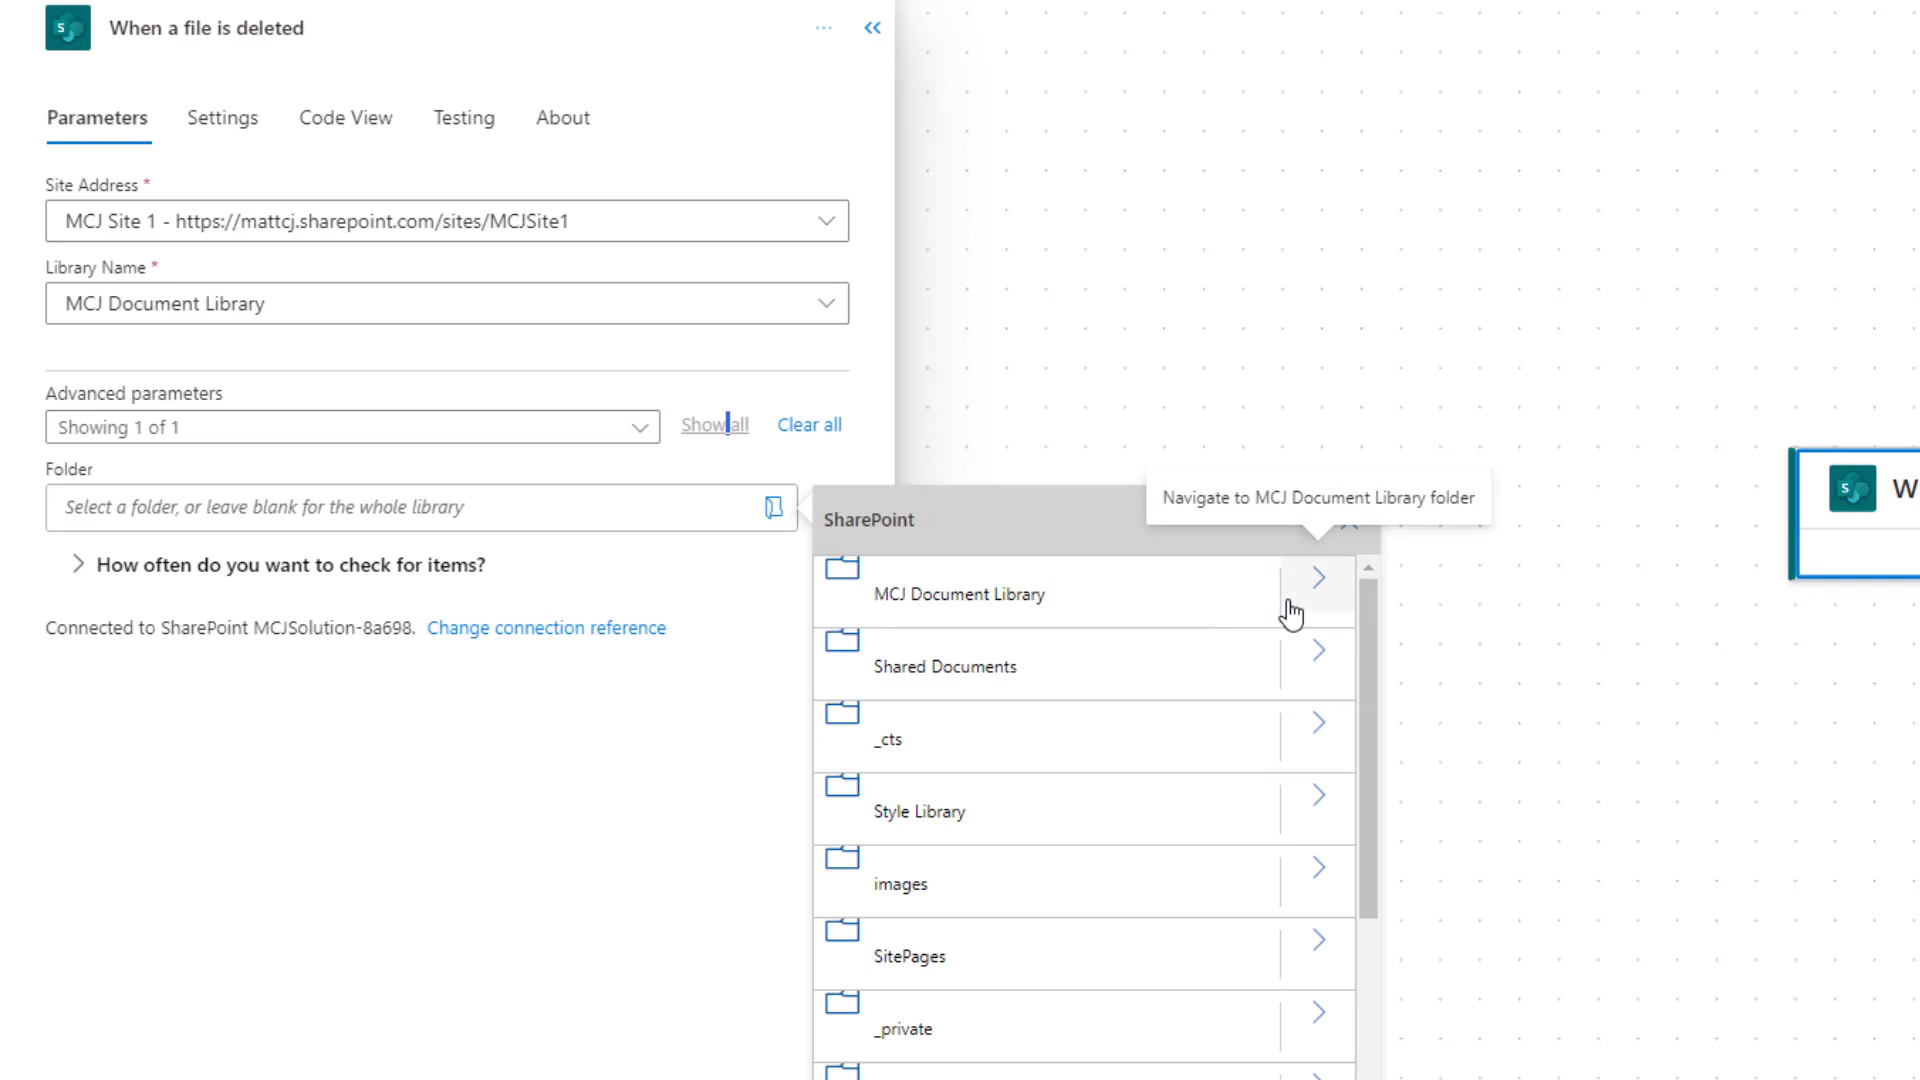 When a file is deleted
Parameters
Settings
Code View
Testing
About
Site Address *
MCJ Site 1 - https://mattcj.sharepoint.com/sites/MCJSite1
Library Name *
MCJ Document Library
Advanced parameters
Showing 1 of 1
Show all
Clear all
Folder
Select a folder, or leave blank for the whole library
How often do you want to check for items?
Connected to SharePoint MCJSolution-8a698. Change connection reference
Navigate to MCJ Document Library folder
SharePoint
MCJ Document Library
Shared Documents
_cts
Style Library
images
SitePages
_private
W